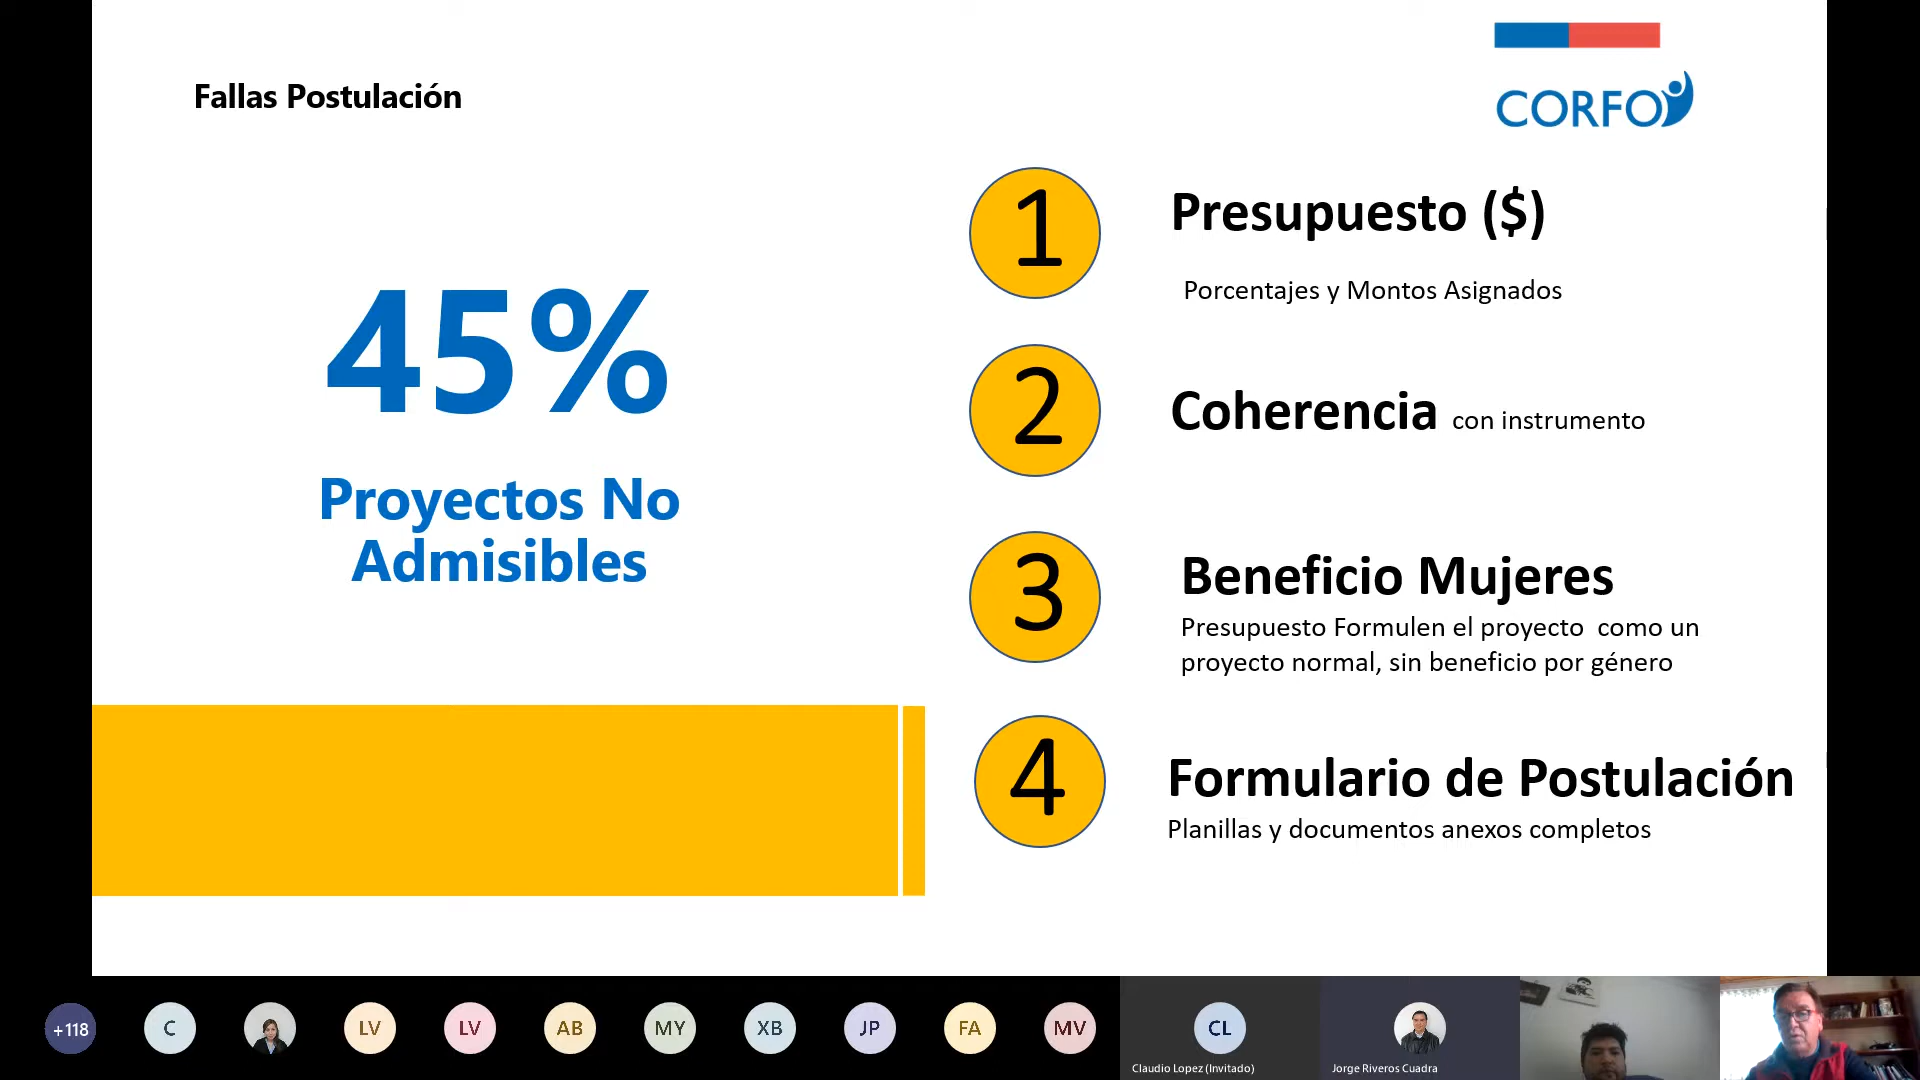 Fallas Postulación
CORFO
45%
Proyectos No
Admisibles
1
Presupuesto ($)
Porcentajes y Montos Asignados
2
Coherencia con instrumento
3
Beneficio Mujeres
Presupuesto Formulen el proyecto como un
proyecto normal, sin beneficio por género
4
Formulario de Postulación
Planillas y documentos anexos completos
+118
C
LV
LV
AB
MY
XB
JP
FA
MV
CL
Claudio Lopez (Invitado)
Jorge Riveros Cuadra